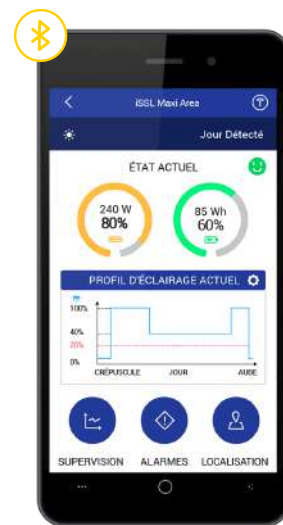 iSSL Maxi Area
Jour Détecté
ÉTAT ACTUEL
240 W
80%
85 Wh
60%
PROFIL D'ÉCLAIRAGE ACTUEL
100%
40%
20%
0%
CRÉPUSCULE JOUR AUBE
SUPERVISION ALARMES LOCALISATION